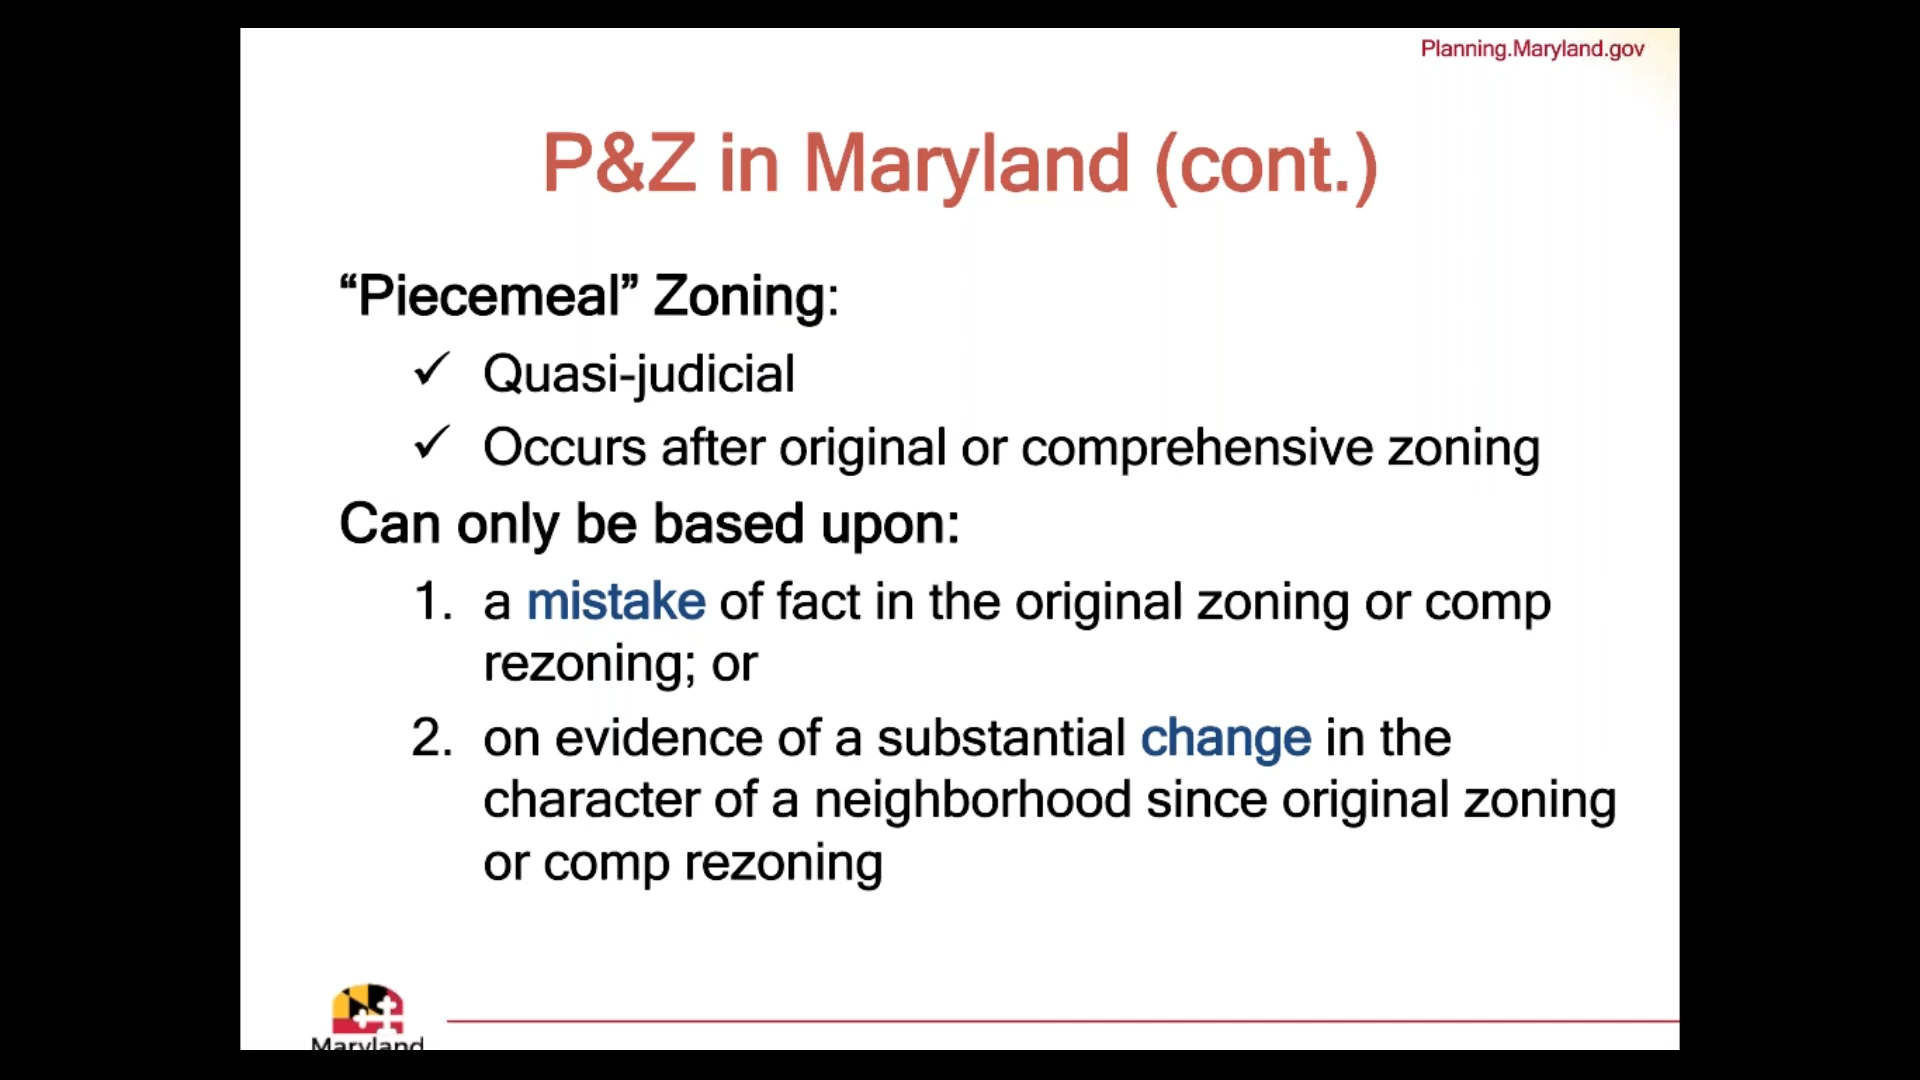 Planning.Maryland.gov
P&Z in Maryland (cont.)
“Piecemeal” Zoning:
✓ Quasi-judicial
✓ Occurs after original or comprehensive zoning
Can only be based upon:
1. a mistake of fact in the original zoning or comp
rezoning; or
2. on evidence of a substantial change in the
character of a neighborhood since original zoning
or comp rezoning
Maryland